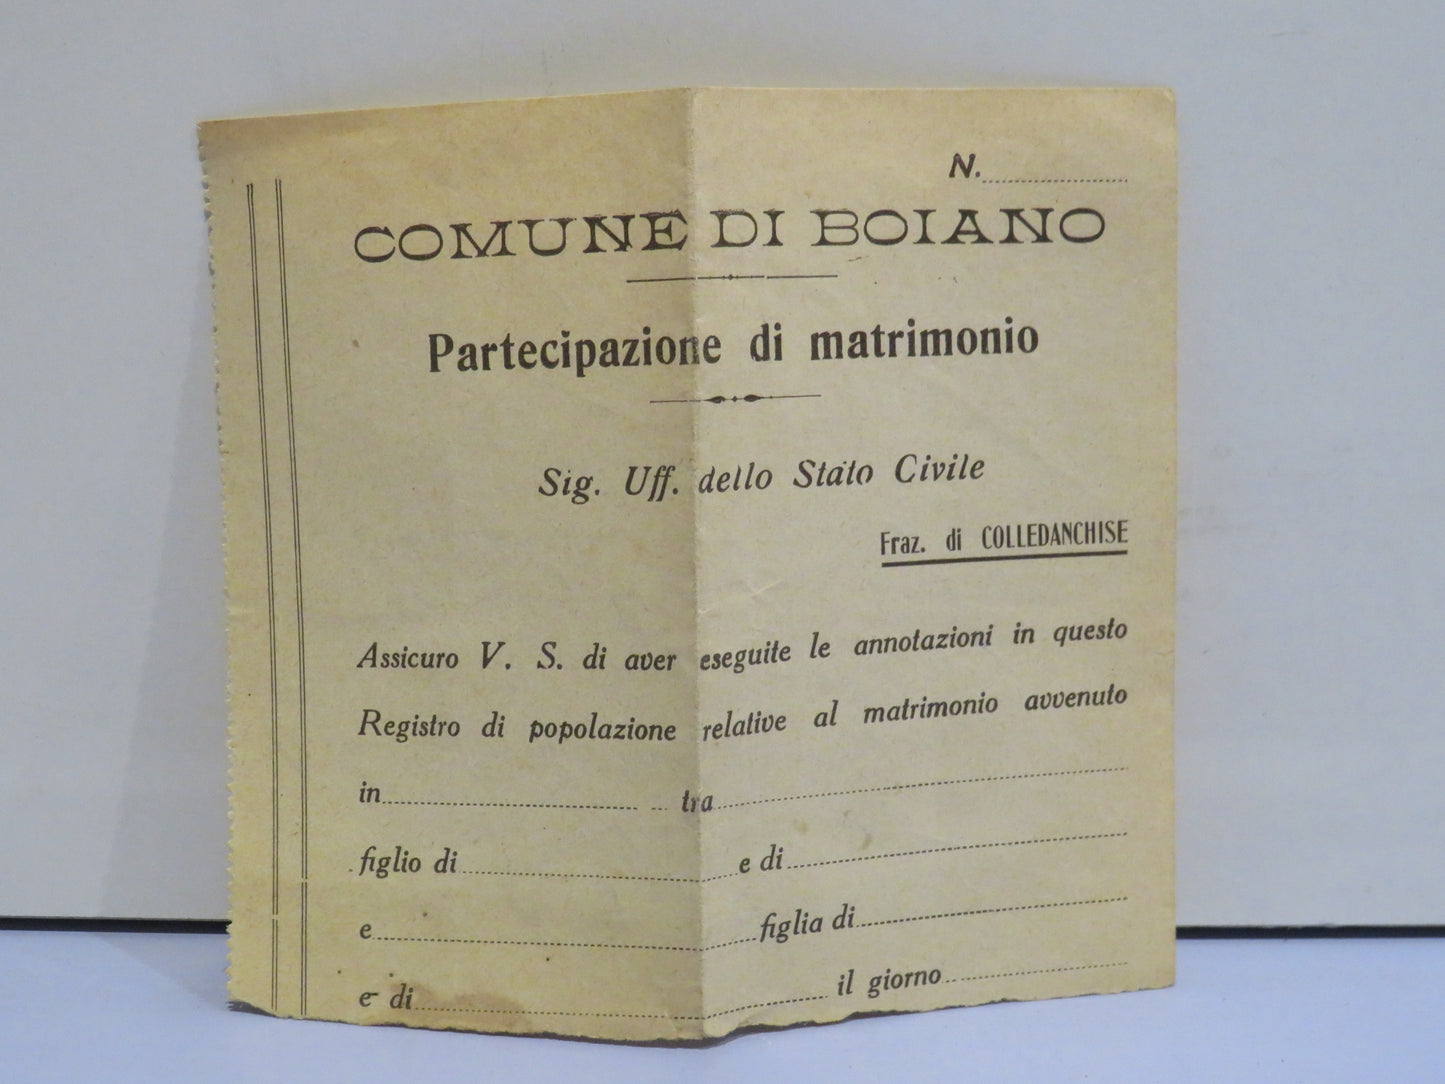 N.
COMUNE DI BOIANO
Partecipazione di matrimonio
Sig. Uff. dello Stato Civile
Fraz. di COLLEDANCHISE
Assicuro V. S. di aver eseguite le annotazioni in questo
Registro di popolazione relative al matrimonio avvenuto
in tra
figlio di e di
e figlia di
e di il giorno